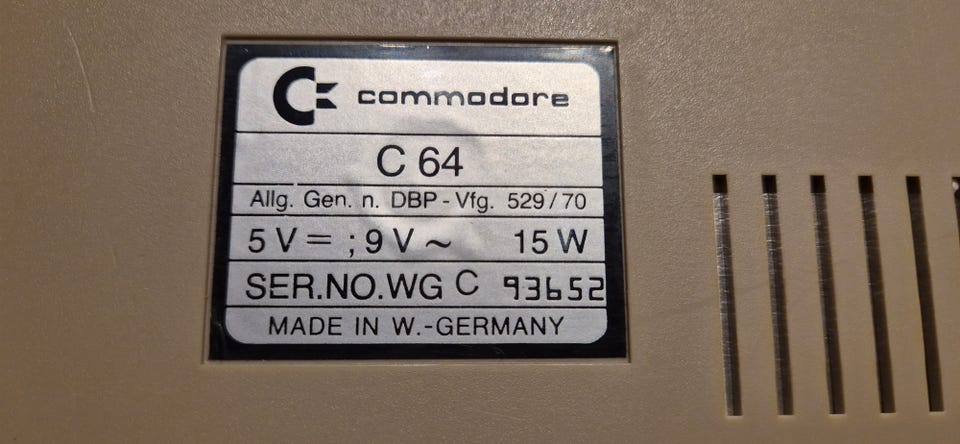 commodore
C 64
Allg. Gen. n. DBP - Vfg. 529 / 70
5 V = ; 9 V ~ 15 W
SER.NO.WG C 93652
MADE IN W.-GERMANY